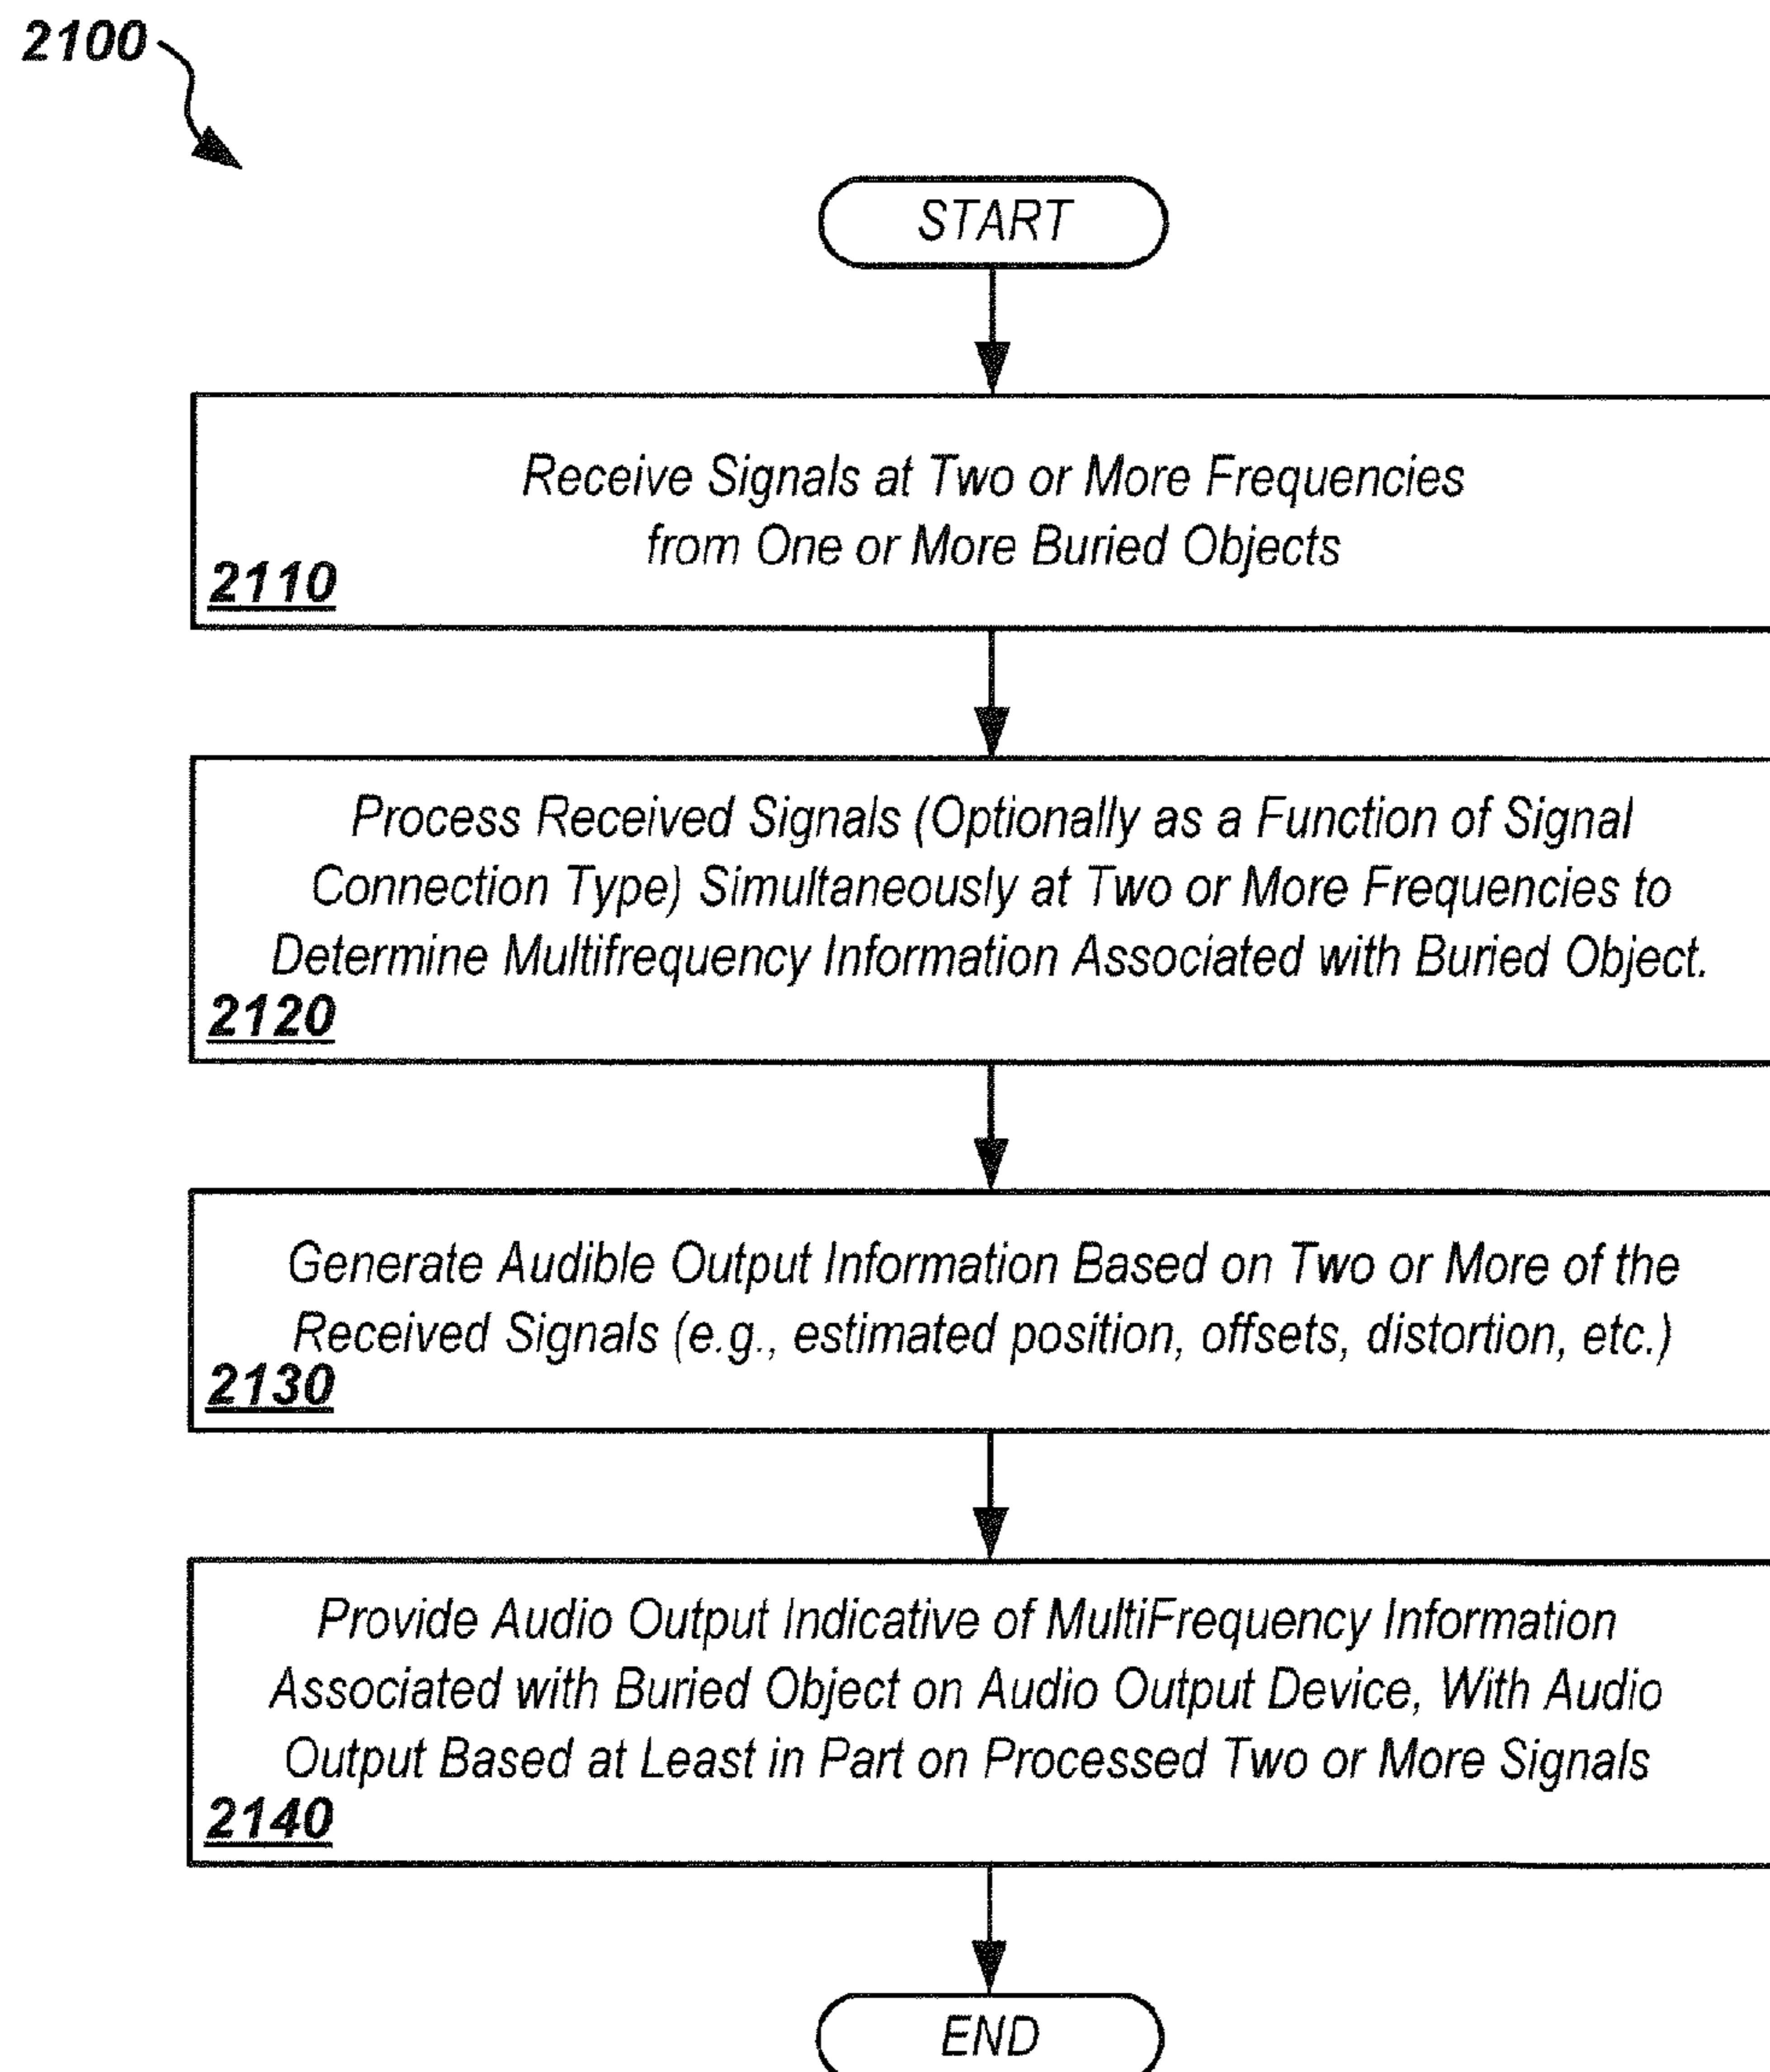 2100
START
Receive Signals at Two or More Frequencies
from One or More Buried Objects
2110
Process Received Signals (Optionally as a Function of Signal
Connection Type) Simultaneously at Two or More Frequencies to
Determine Multifrequency Information Associated with Buried Object.
2120
Generate Audible Output Information Based on Two or More of the
Received Signals (e.g., estimated position, offsets, distortion, etc.)
2130
Provide Audio Output Indicative of MultiFrequency Information
Associated with Buried Object on Audio Output Device, With Audio
Output Based at Least in Part on Processed Two or More Signals
2140
END